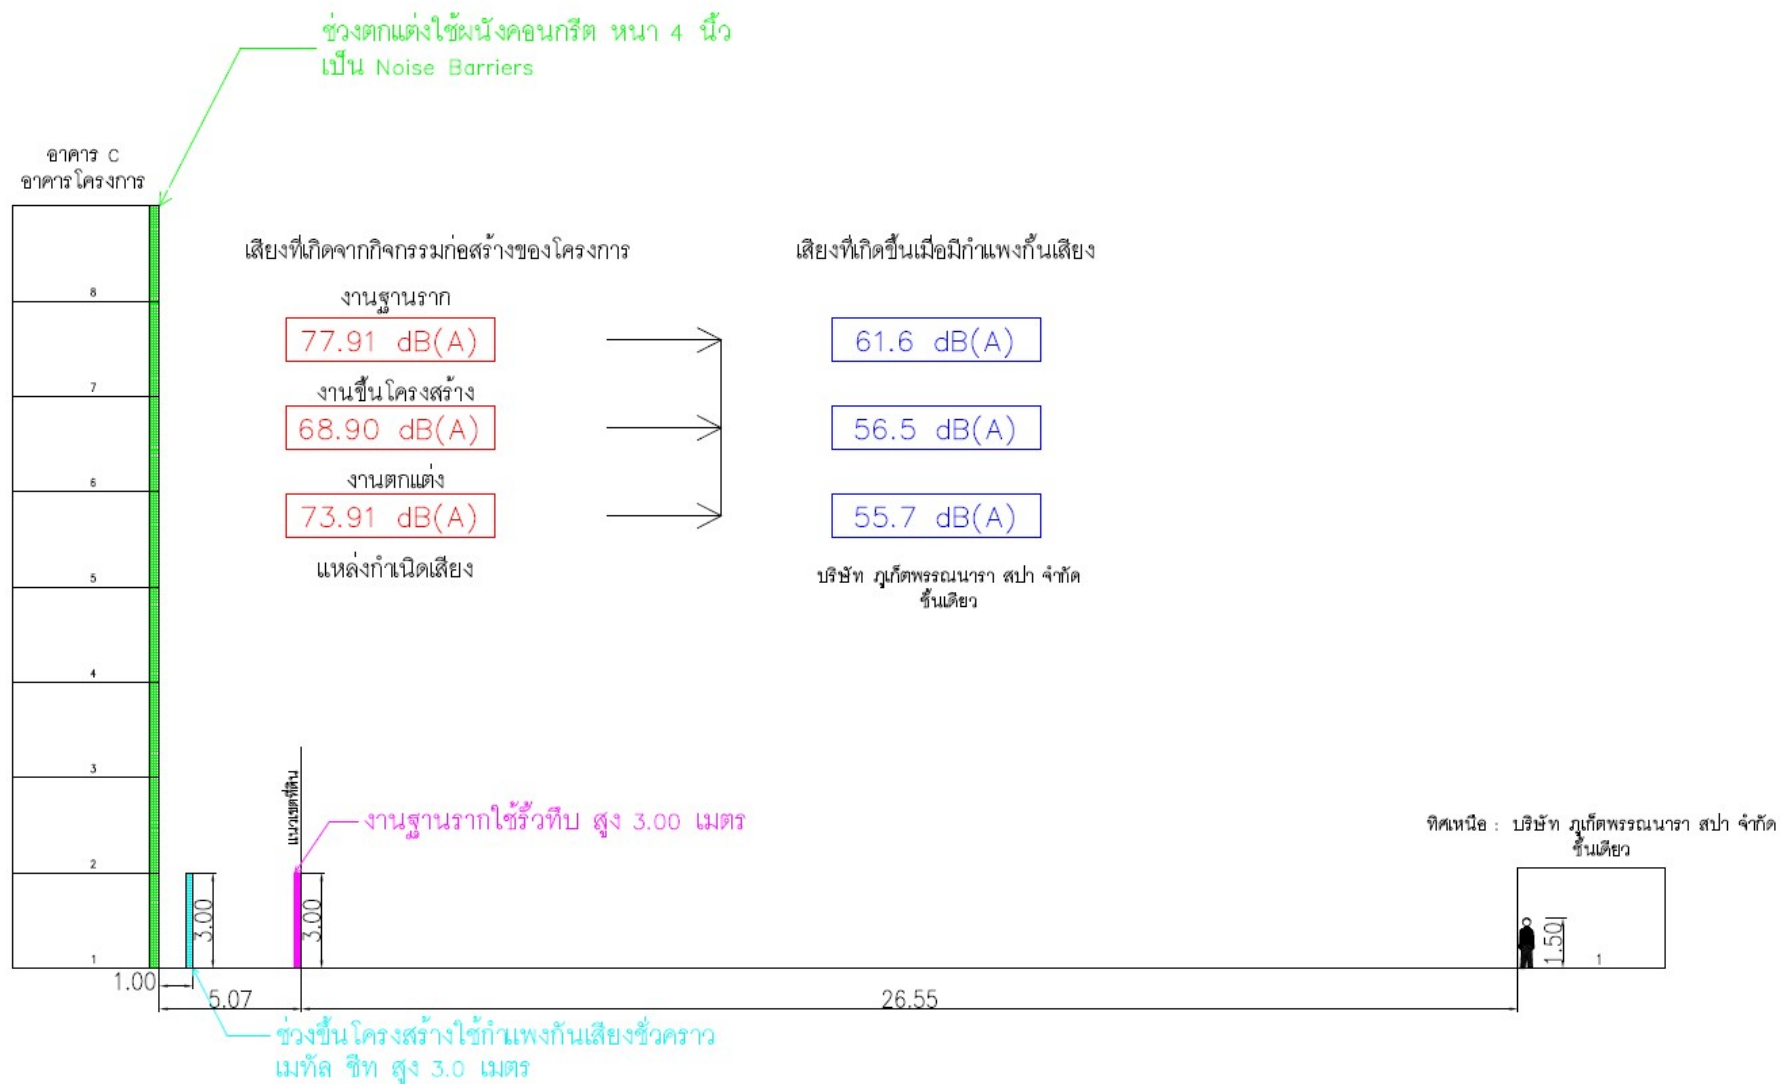 ช่วงตกแต่งใช้ผนังคอนกรีต หนา 4 นิ้ว
เป็น Noise Barriers
อาคาร C
อาคารโครงการ
เสียงที่เกิดจากกิจกรรมก่อสร้างของโครงการ
เสียงที่เกิดขึ้นเมื่อมีกำแพงกั้นเสียง
งานฐานราก
77.91 dB(A)
61.6 dB(A)
งานขึ้นโครงสร้าง
68.90 dB(A)
56.5 dB(A)
งานตกแต่ง
73.91 dB(A)
55.7 dB(A)
แหล่งกำเนิดเสียง
บริษัท ภูเก็ตพรรณนารา สปา จำกัด
ชั้นเดียว
8
7
6
5
4
3
2
1
แนวเขตที่ดิน
งานฐานรากใช้รั้วทึบ สูง 3.00 เมตร
ทิศเหนือ : บริษัท ภูเก็ตพรรณนารา สปา จำกัด
ชั้นเดียว
3.00
3.00
1.50
1
1.00
5.07
26.55
ช่วงขึ้นโครงสร้างใช้กำแพงกันเสียงชั่วคราว
เมทัล ชีท สูง 3.0 เมตร